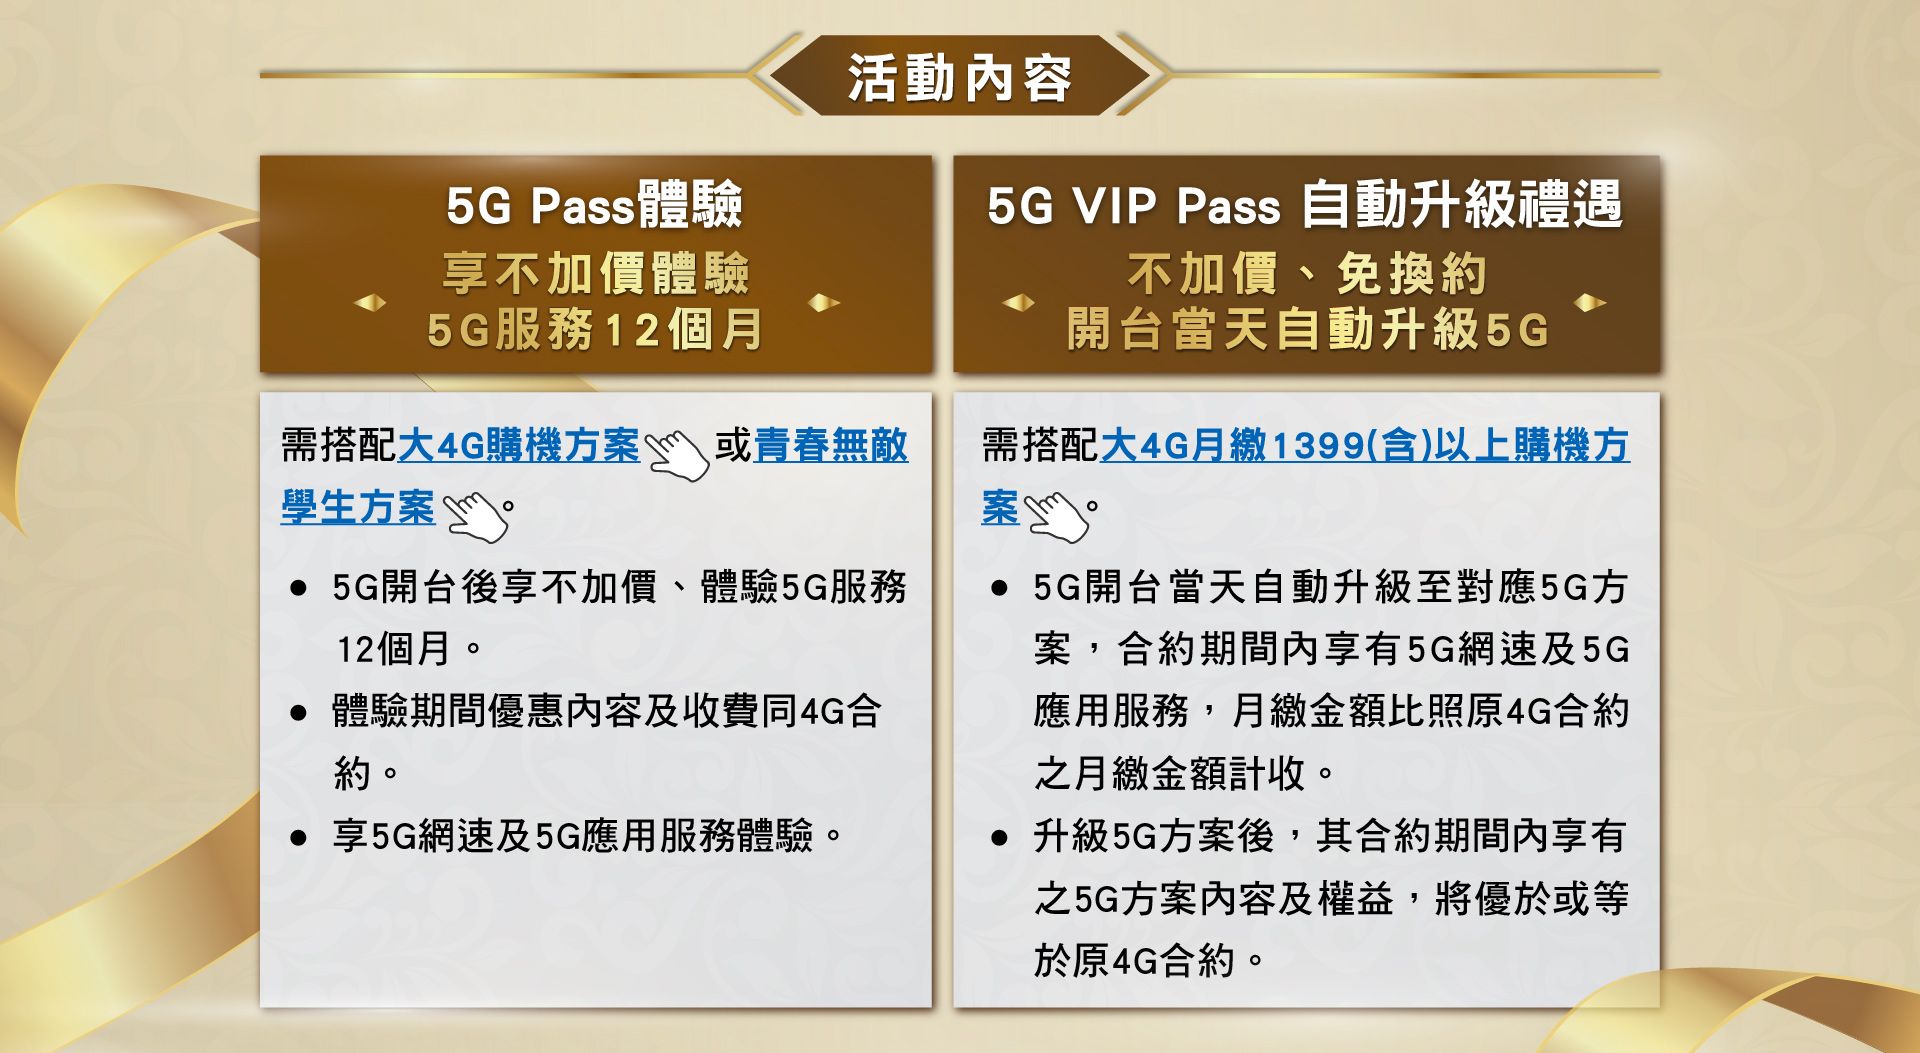 活動內容
5G Pass體驗
享不加價體驗
5G服務12個月
需搭配大4G購機方案或青春無敵
學生方案。
● 5G開台後享不加價、體驗5G服務
12個月。
● 體驗期間優惠內容及收費同4G合
約。
● 享5G網速及5G應用服務體驗。
5G VIP Pass 自動升級禮遇
不加價、免換約
開台當天自動升級5G
需搭配大4G月繳1399(含)以上購機方
案。
● 5G開台當天自動升級至對應5G方
案，合約期間內享有5G網速及5G
應用服務，月繳金額比照原4G合約
之月繳金額計收。
● 升級5G方案後，其合約期間內享有
之5G方案內容及權益，將優於或等
於原4G合約。